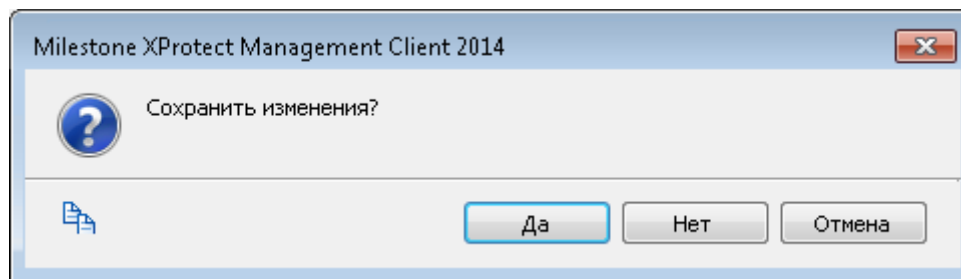 Milestone XProtect Management Client 2014
Сохранить изменения?
Да
Нет
Отмена